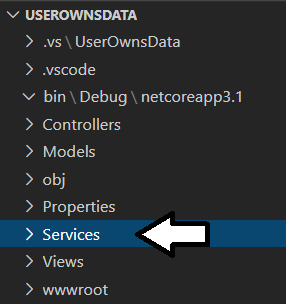 USEROWNSDATA
.vs \ UserOwnsData
.vscode
bin \ Debug \ netcoreapp3.1
Controllers
Models
obj
Properties
Services
Views
wwwroot